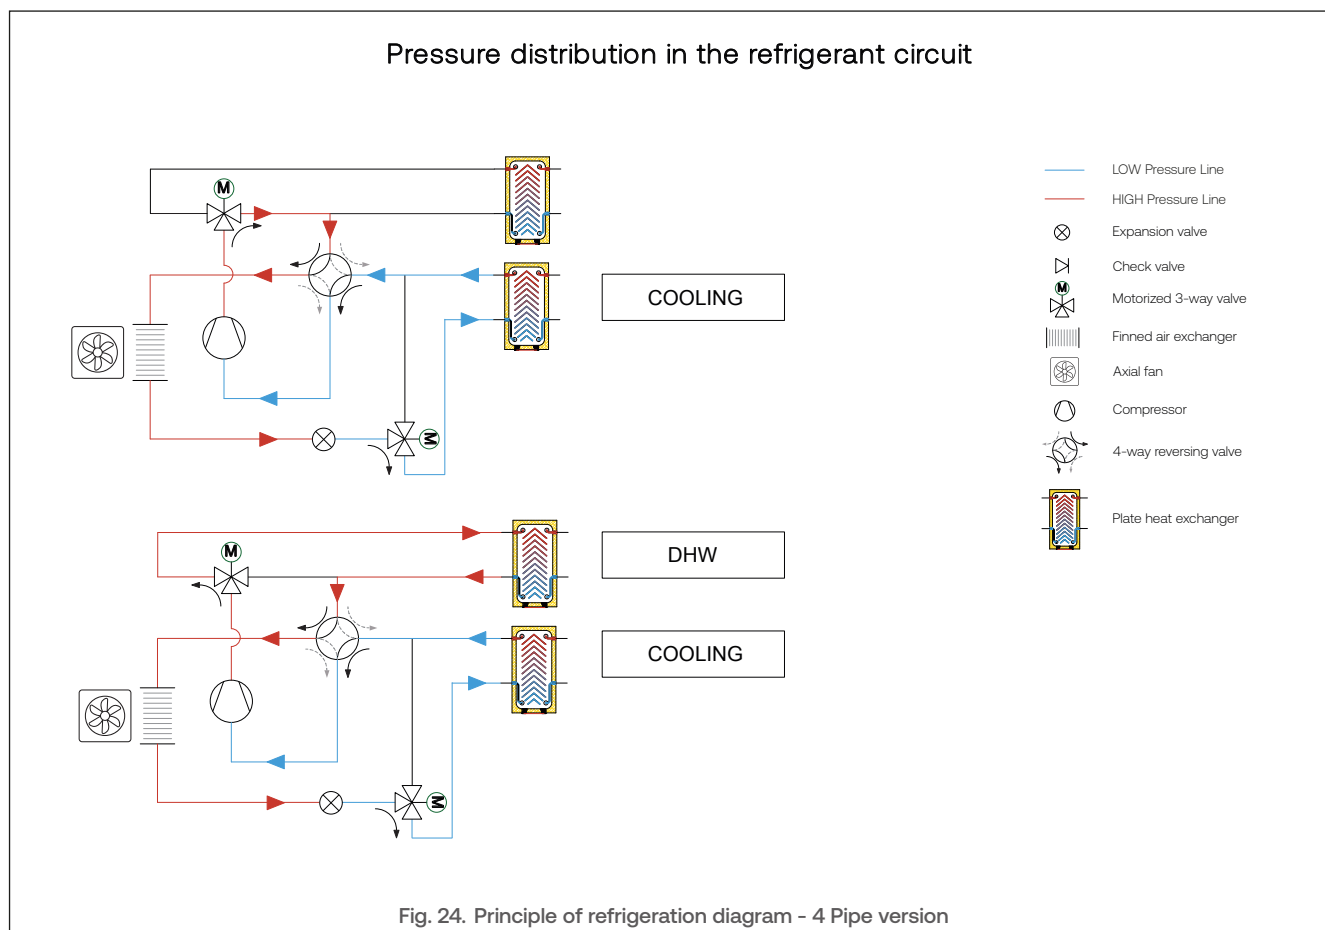 Pressure distribution in the refrigerant circuit
M
COOLING
M
LOW Pressure Line
HIGH Pressure Line
Expansion valve
Check valve
M
Motorized 3-way valve
Finned air exchanger
Axial fan
Compressor
4-way reversing valve
Plate heat exchanger
M
DHW
COOLING
M
Fig. 24. Principle of refrigeration diagram - 4 Pipe version